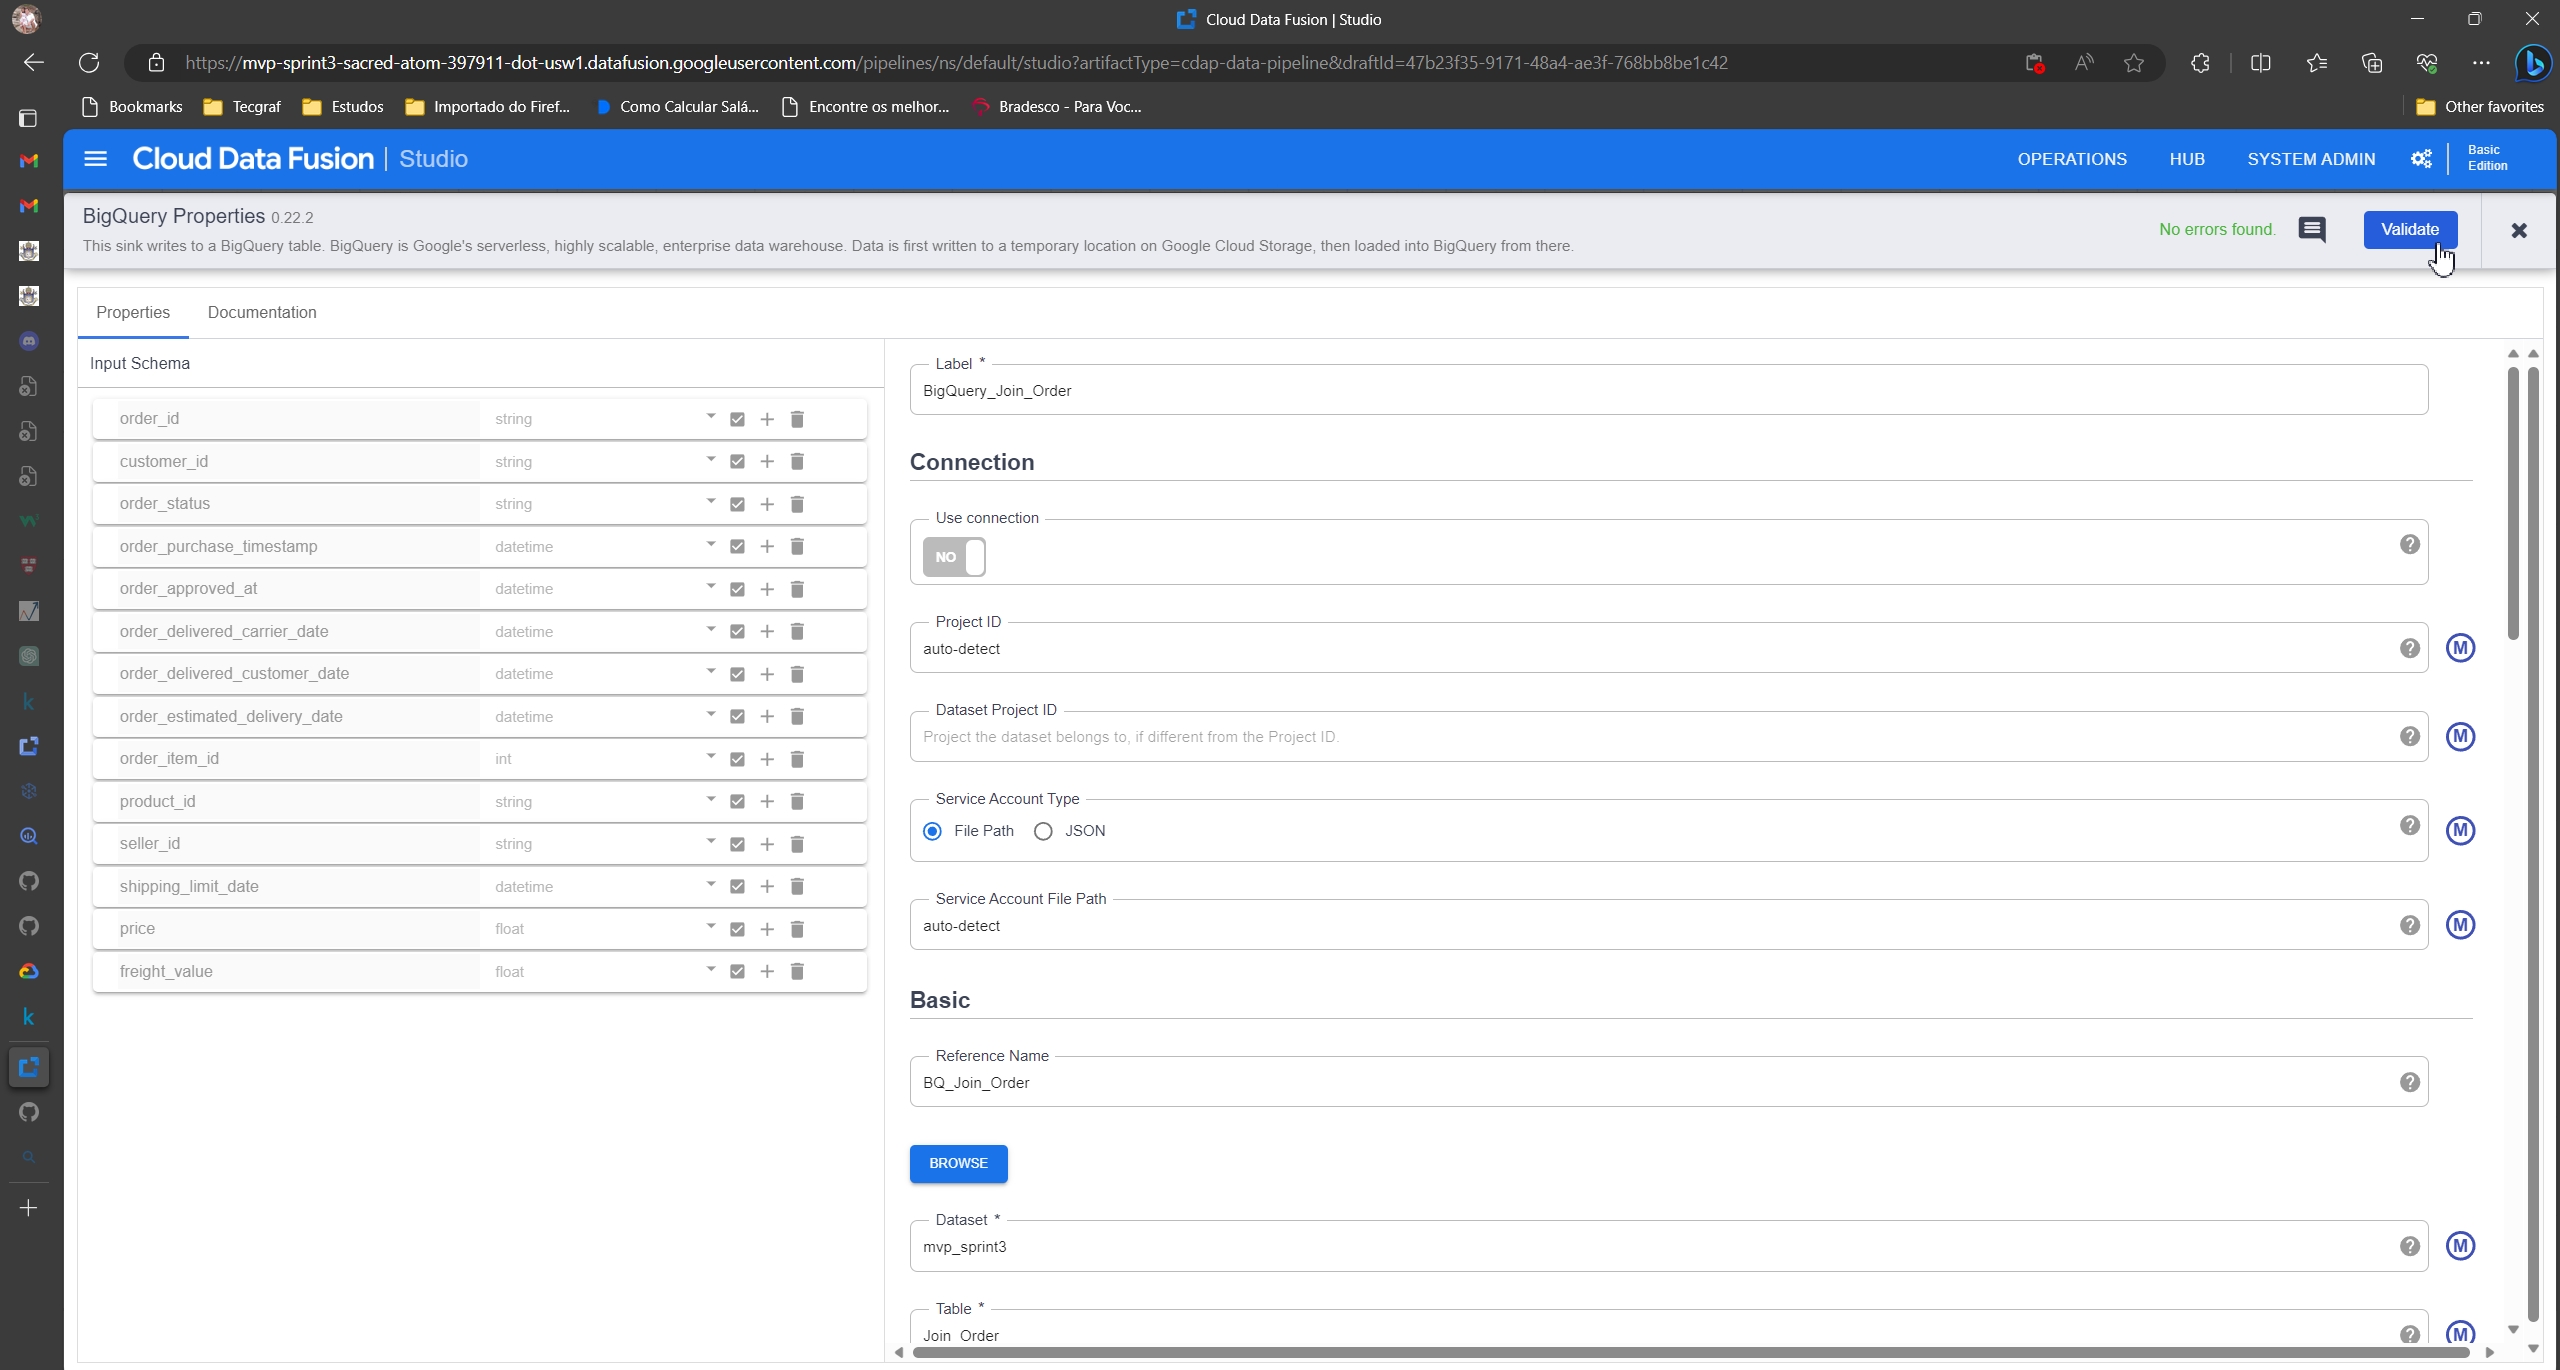 Cloud Data Fusion | Studio
https://mvp-sprint3-sacred-atom-397911-dot-usw1.datafusion.googleusercontent.com/pipelines/ns/default/studio?artifactType=cdap-data-pipeline&draftId=47b23f35-9171-48a4-ae3f-768bb8be1c42
Bookmarks Tecgraf Estudos Importado do Firef... Como Calcular Salá... Encontre os melhor... Bradesco - Para Voc... Other favorites
Cloud Data Fusion | Studio OPERATIONS HUB SYSTEM ADMIN Basic Edition
BigQuery Properties 0.22.2
This sink writes to a BigQuery table. BigQuery is Google's serverless, highly scalable, enterprise data warehouse. Data is first written to a temporary location on Google Cloud Storage, then loaded into BigQuery from there.
No errors found. Validate
Properties Documentation
Input Schema
order_id string
customer_id string
order_status string
order_purchase_timestamp datetime
order_approved_at datetime
order_delivered_carrier_date datetime
order_delivered_customer_date datetime
order_estimated_delivery_date datetime
order_item_id int
product_id string
seller_id string
shipping_limit_date datetime
price float
freight_value float
Label *
BigQuery_Join_Order
Connection
Use connection
NO
Project ID
auto-detect
M
Dataset Project ID
Project the dataset belongs to, if different from the Project ID.
M
Service Account Type
File Path JSON
M
Service Account File Path
auto-detect
M
Basic
Reference Name
BQ_Join_Order
BROWSE
Dataset *
mvp_sprint3
M
Table *
Join_Order
M